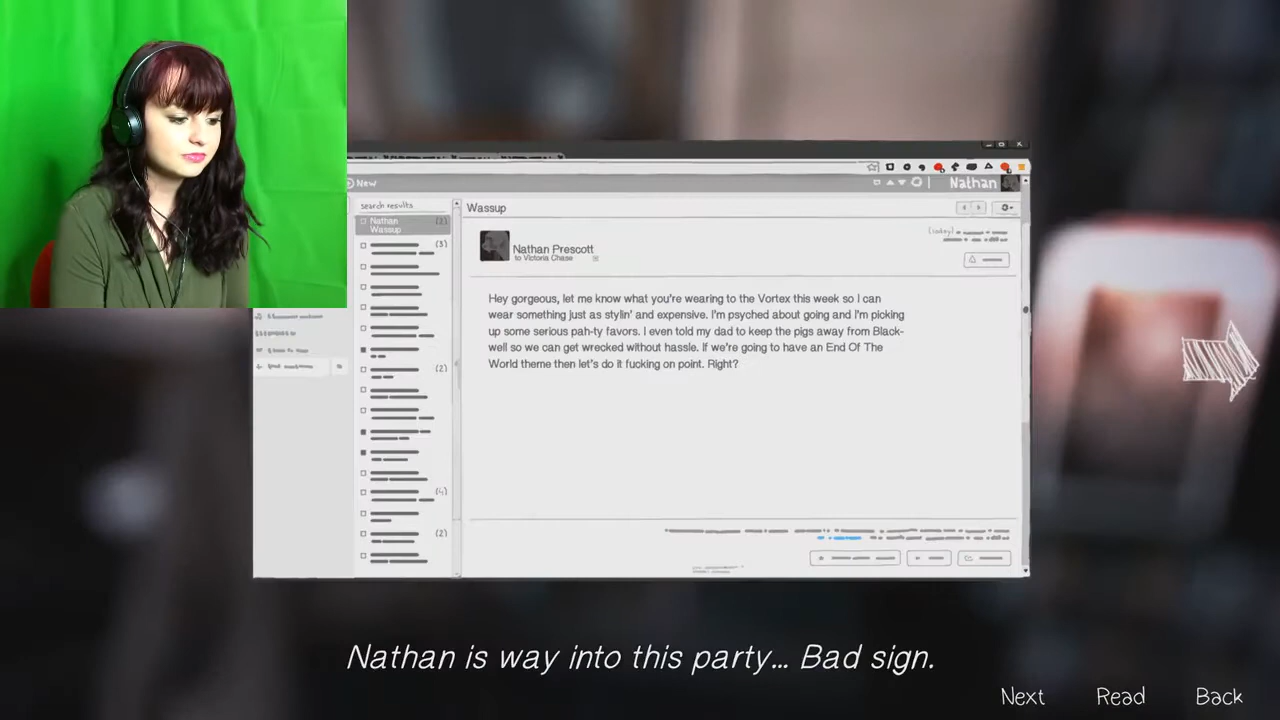 New
Nathan
search results
Nathan (2)
Wassup
Wassup
(3)
Nathan Prescott
to Victoria Chase
(today)
Hey gorgeous, let me know what you're wearing to the Vortex this week so I can
wear something just as stylin' and expensive. I'm psyched about going and I'm picking
up some serious pah-ty favors. I even told my dad to keep the pigs away from Black-
well so we can get wrecked without hassle. If we're going to have an End Of The
World theme then let's do it fucking on point. Right?
(2)
(4)
(2)
Nathan is way into this party... Bad sign.
Next Read Back